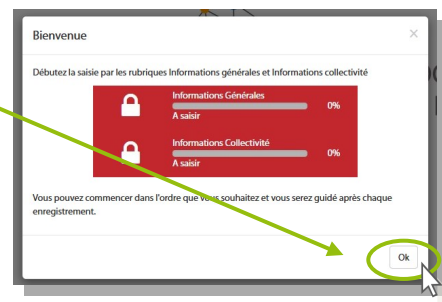 Bienvenue
×
Débutez la saisie par les rubriques Informations générales et Informations collectivité
Informations Générales
0%
A saisir
Informations Collectivité
0%
A saisir
Vous pouvez commencer dans l'ordre que vous souhaitez et vous serez guidé après chaque
enregistrement.
Ok